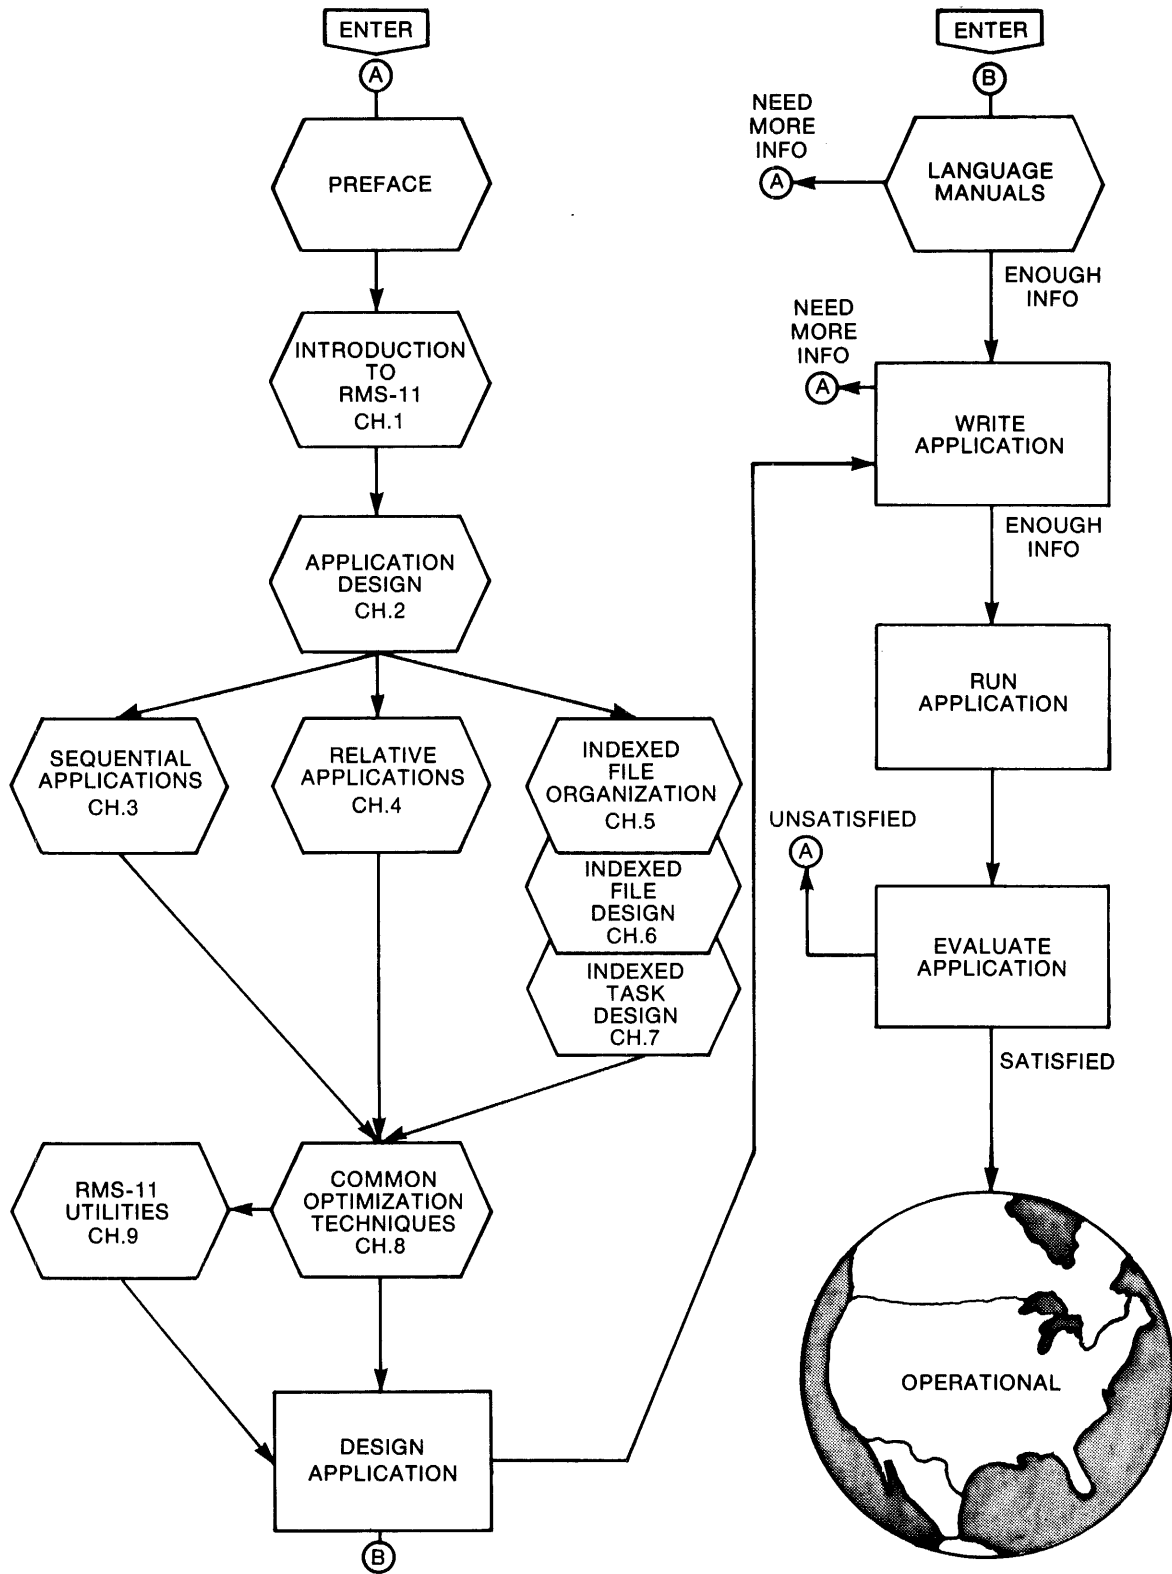 ENTER
A
PREFACE
INTRODUCTION
TO
RMS-11
CH.1
APPLICATION
DESIGN
CH.2
SEQUENTIAL
APPLICATIONS
CH.3
RELATIVE
APPLICATIONS
CH.4
INDEXED
FILE
ORGANIZATION
CH.5
INDEXED
FILE
DESIGN
CH.6
INDEXED
TASK
DESIGN
CH.7
COMMON
OPTIMIZATION
TECHNIQUES
CH.8
RMS-11
UTILITIES
CH.9
DESIGN
APPLICATION
B
ENTER
B
NEED
MORE
INFO
A
LANGUAGE
MANUALS
ENOUGH
INFO
NEED
MORE
INFO
A
WRITE
APPLICATION
ENOUGH
INFO
RUN
APPLICATION
UNSATISFIED
A
EVALUATE
APPLICATION
SATISFIED
OPERATIONAL